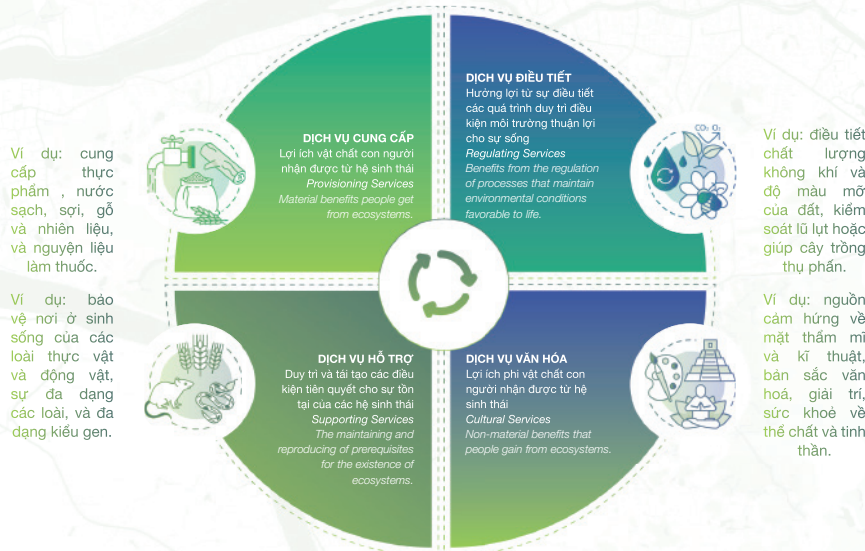 DỊCH VỤ CUNG CẤP
Lợi ích vật chất con người
nhận được từ hệ sinh thái
Provisioning Services
Material benefits people get
from ecosystems.
Ví dụ: cung
cấp thực
phẩm , nước
sạch, sợi, gỗ
và nhiên liệu,
và nguyện liệu
làm thuốc.
DỊCH VỤ ĐIỀU TIẾT
Hưởng lợi từ sự điều tiết
các quá trình duy trì điều
kiện môi trường thuận lợi
cho sự sống
Regulating Services
Benefits from the regulation
of processes that maintain
environmental conditions
favorable to life.
CO₂ O₂
Ví dụ: điều tiết
chất lượng
không khí và
độ màu mỡ
của đất, kiểm
soát lũ lụt hoặc
giúp cây trồng
thụ phấn.
Ví dụ: bảo
vệ nơi ở sinh
sống của các
loài thực vật
và động vật,
sự đa dạng
các loài, và đa
dạng kiểu gen.
DỊCH VỤ HỖ TRỢ
Duy trì và tái tạo các điều
kiện tiên quyết cho sự tồn
tại của các hệ sinh thái
Supporting Services
The maintaining and
reproducing of prerequisites
for the existence of
ecosystems.
DỊCH VỤ VĂN HÓA
Lợi ích phi vật chất con
người nhận được từ hệ
sinh thái
Cultural Services
Non-material benefits that
people gain from ecosystems.
Ví dụ: nguồn
cảm hứng về
mặt thẩm mĩ
và kĩ thuật,
bản sắc văn
hoá, giải trí,
sức khoẻ về
thể chất và tinh
thần.